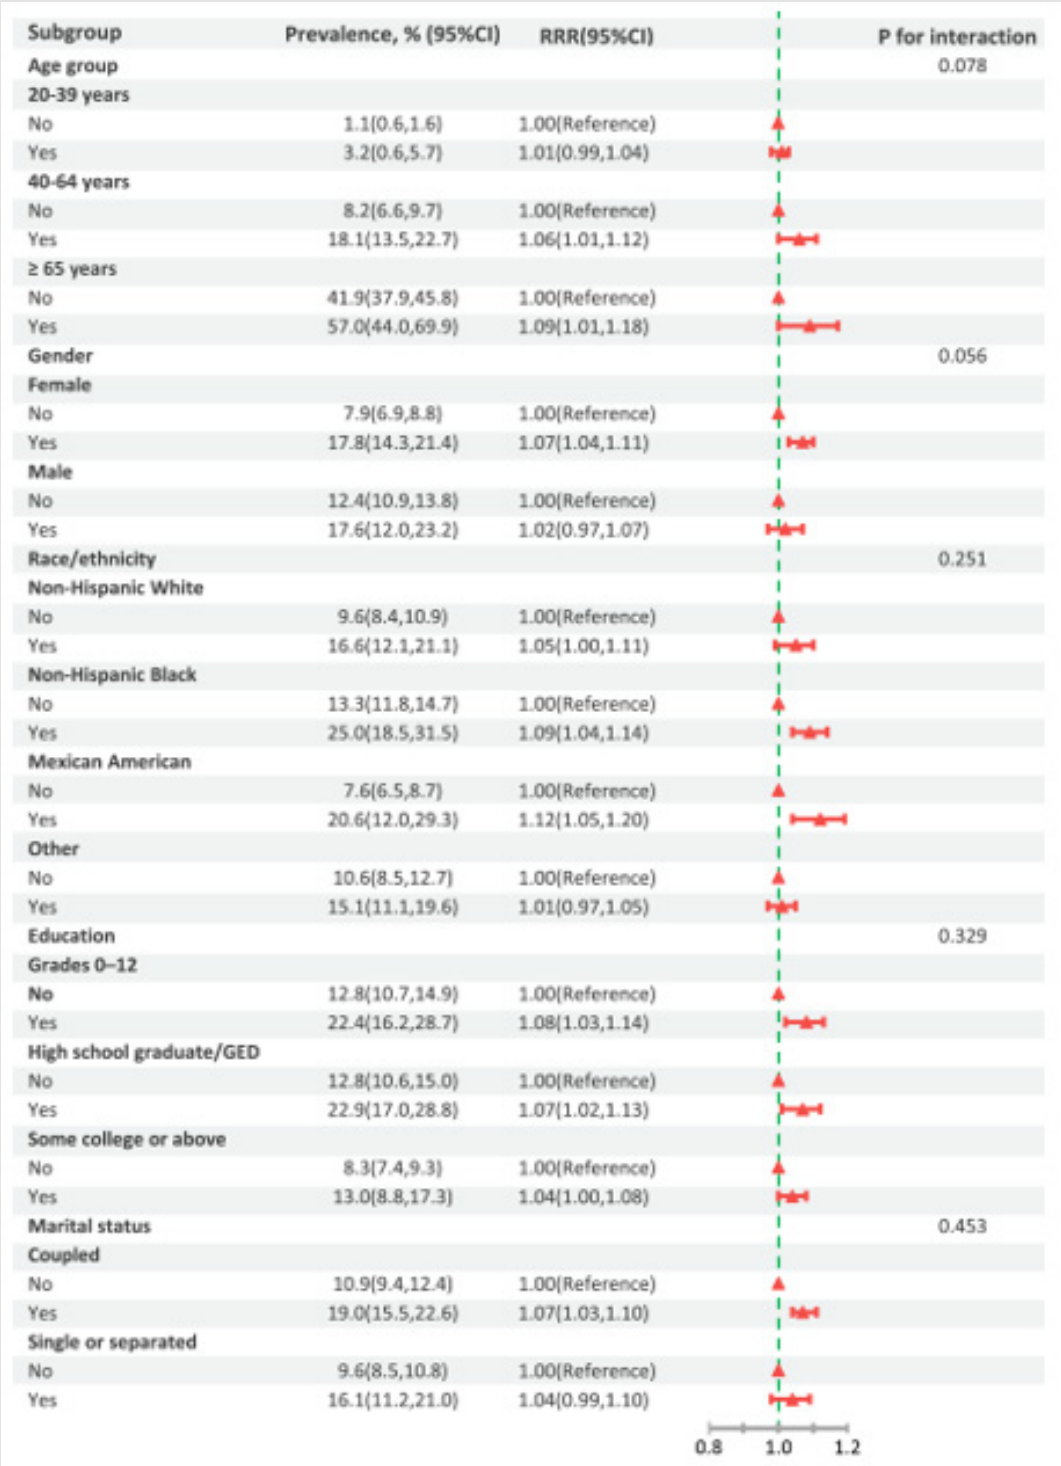 Subgroup Prevalence, % (95%CI) RRR(95%CI) P for interaction
Age group 0.078
20-39 years
No 1.1(0.6,1.6) 1.00(Reference)
Yes 3.2(0.6,5.7) 1.01(0.99,1.04)
40-64 years
No 8.2(6.6,9.7) 1.00(Reference)
Yes 18.1(13.5,22.7) 1.06(1.01,1.12)
≥ 65 years
No 41.9(37.9,45.8) 1.00(Reference)
Yes 57.0(44.0,69.9) 1.09(1.01,1.18)
Gender 0.056
Female
No 7.9(6.9,8.8) 1.00(Reference)
Yes 17.8(14.3,21.4) 1.07(1.04,1.11)
Male
No 12.4(10.9,13.8) 1.00(Reference)
Yes 17.6(12.0,23.2) 1.02(0.97,1.07)
Race/ethnicity 0.251
Non-Hispanic White
No 9.6(8.4,10.9) 1.00(Reference)
Yes 16.6(12.1,21.1) 1.05(1.00,1.11)
Non-Hispanic Black
No 13.3(11.8,14.7) 1.00(Reference)
Yes 25.0(18.5,31.5) 1.09(1.04,1.14)
Mexican American
No 7.6(6.5,8.7) 1.00(Reference)
Yes 20.6(12.0,29.3) 1.12(1.05,1.20)
Other
No 10.6(8.5,12.7) 1.00(Reference)
Yes 15.1(11.1,19.6) 1.01(0.97,1.05)
Education 0.329
Grades 0–12
No 12.8(10.7,14.9) 1.00(Reference)
Yes 22.4(16.2,28.7) 1.08(1.03,1.14)
High school graduate/GED
No 12.8(10.6,15.0) 1.00(Reference)
Yes 22.9(17.0,28.8) 1.07(1.02,1.13)
Some college or above
No 8.3(7.4,9.3) 1.00(Reference)
Yes 13.0(8.8,17.3) 1.04(1.00,1.08)
Marital status 0.453
Coupled
No 10.9(9.4,12.4) 1.00(Reference)
Yes 19.0(15.5,22.6) 1.07(1.03,1.10)
Single or separated
No 9.6(8.5,10.8) 1.00(Reference)
Yes 16.1(11.2,21.0) 1.04(0.99,1.10)
0.8 1.0 1.2